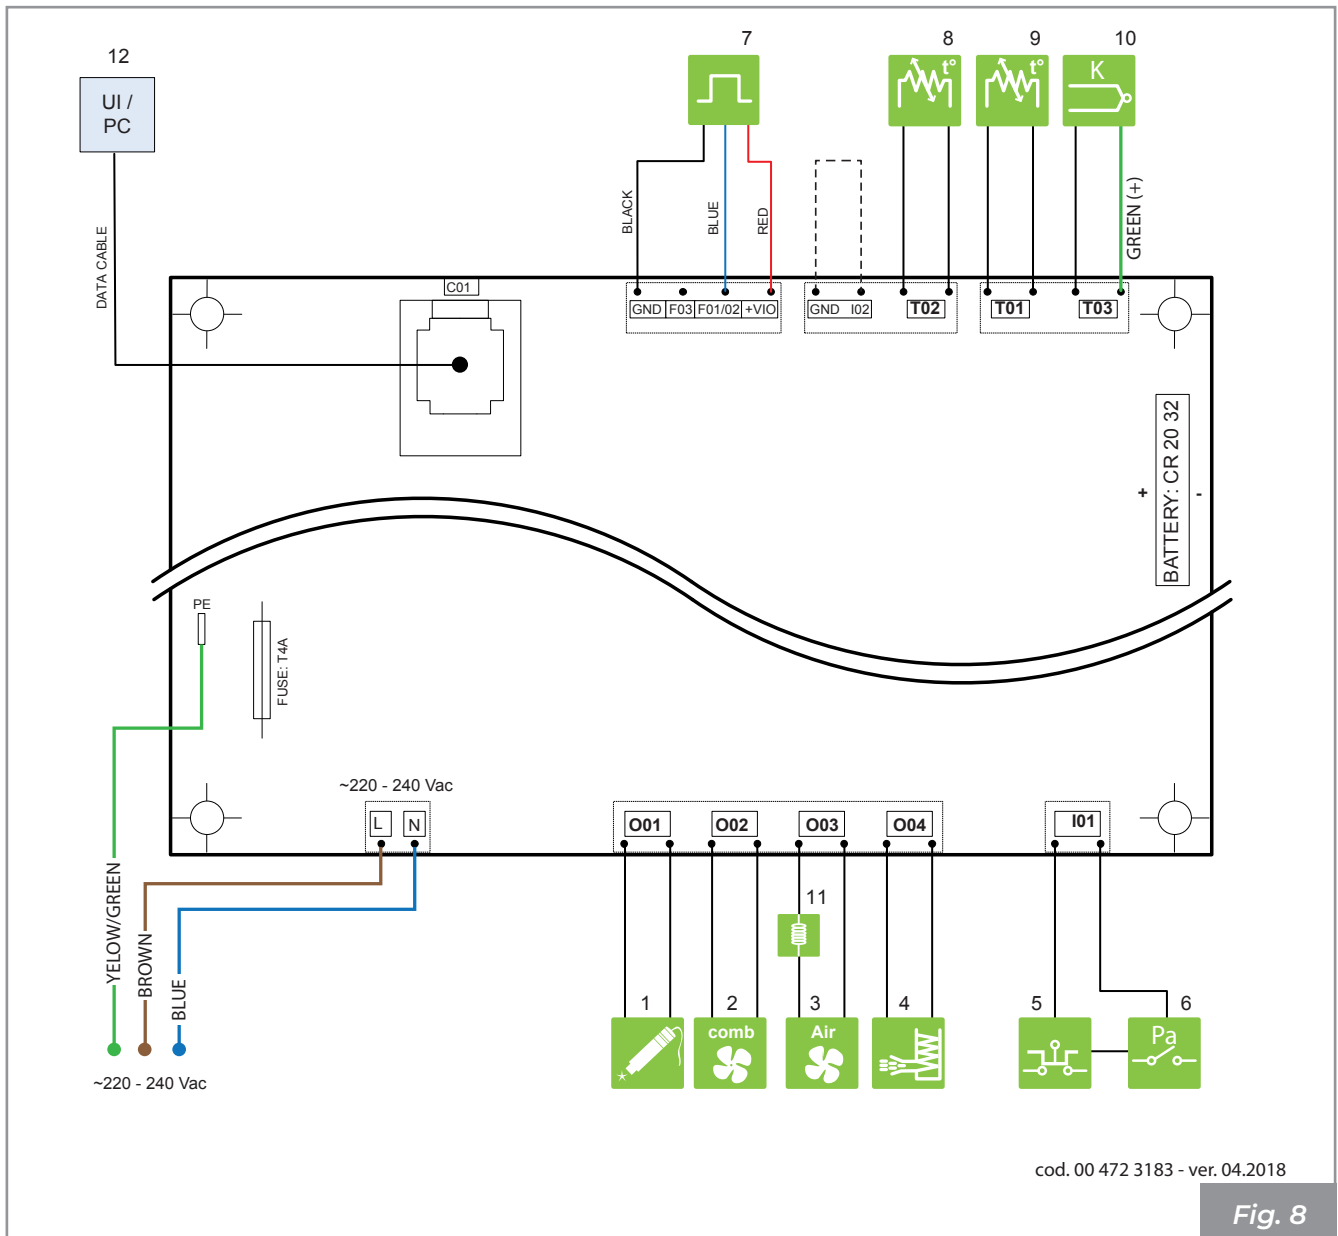 12
7
8
9
10
UI /
PC
t°
t°
K
DATA CABLE
BLACK
BLUE
RED
GREEN (+)
C01
GND F03 F01/02 +VIO
GND I02
T02
T01
T03
BATTERY: CR 20 32
+
-
PE
FUSE: T4A
~220 - 240 Vac
L
N
O01
O02
O03
O04
I01
YELOW/GREEN
BROWN
BLUE
11
1
2
3
4
5
6
comb
Air
Pa
~220 - 240 Vac
cod. 00 472 3183 - ver. 04.2018
Fig. 8